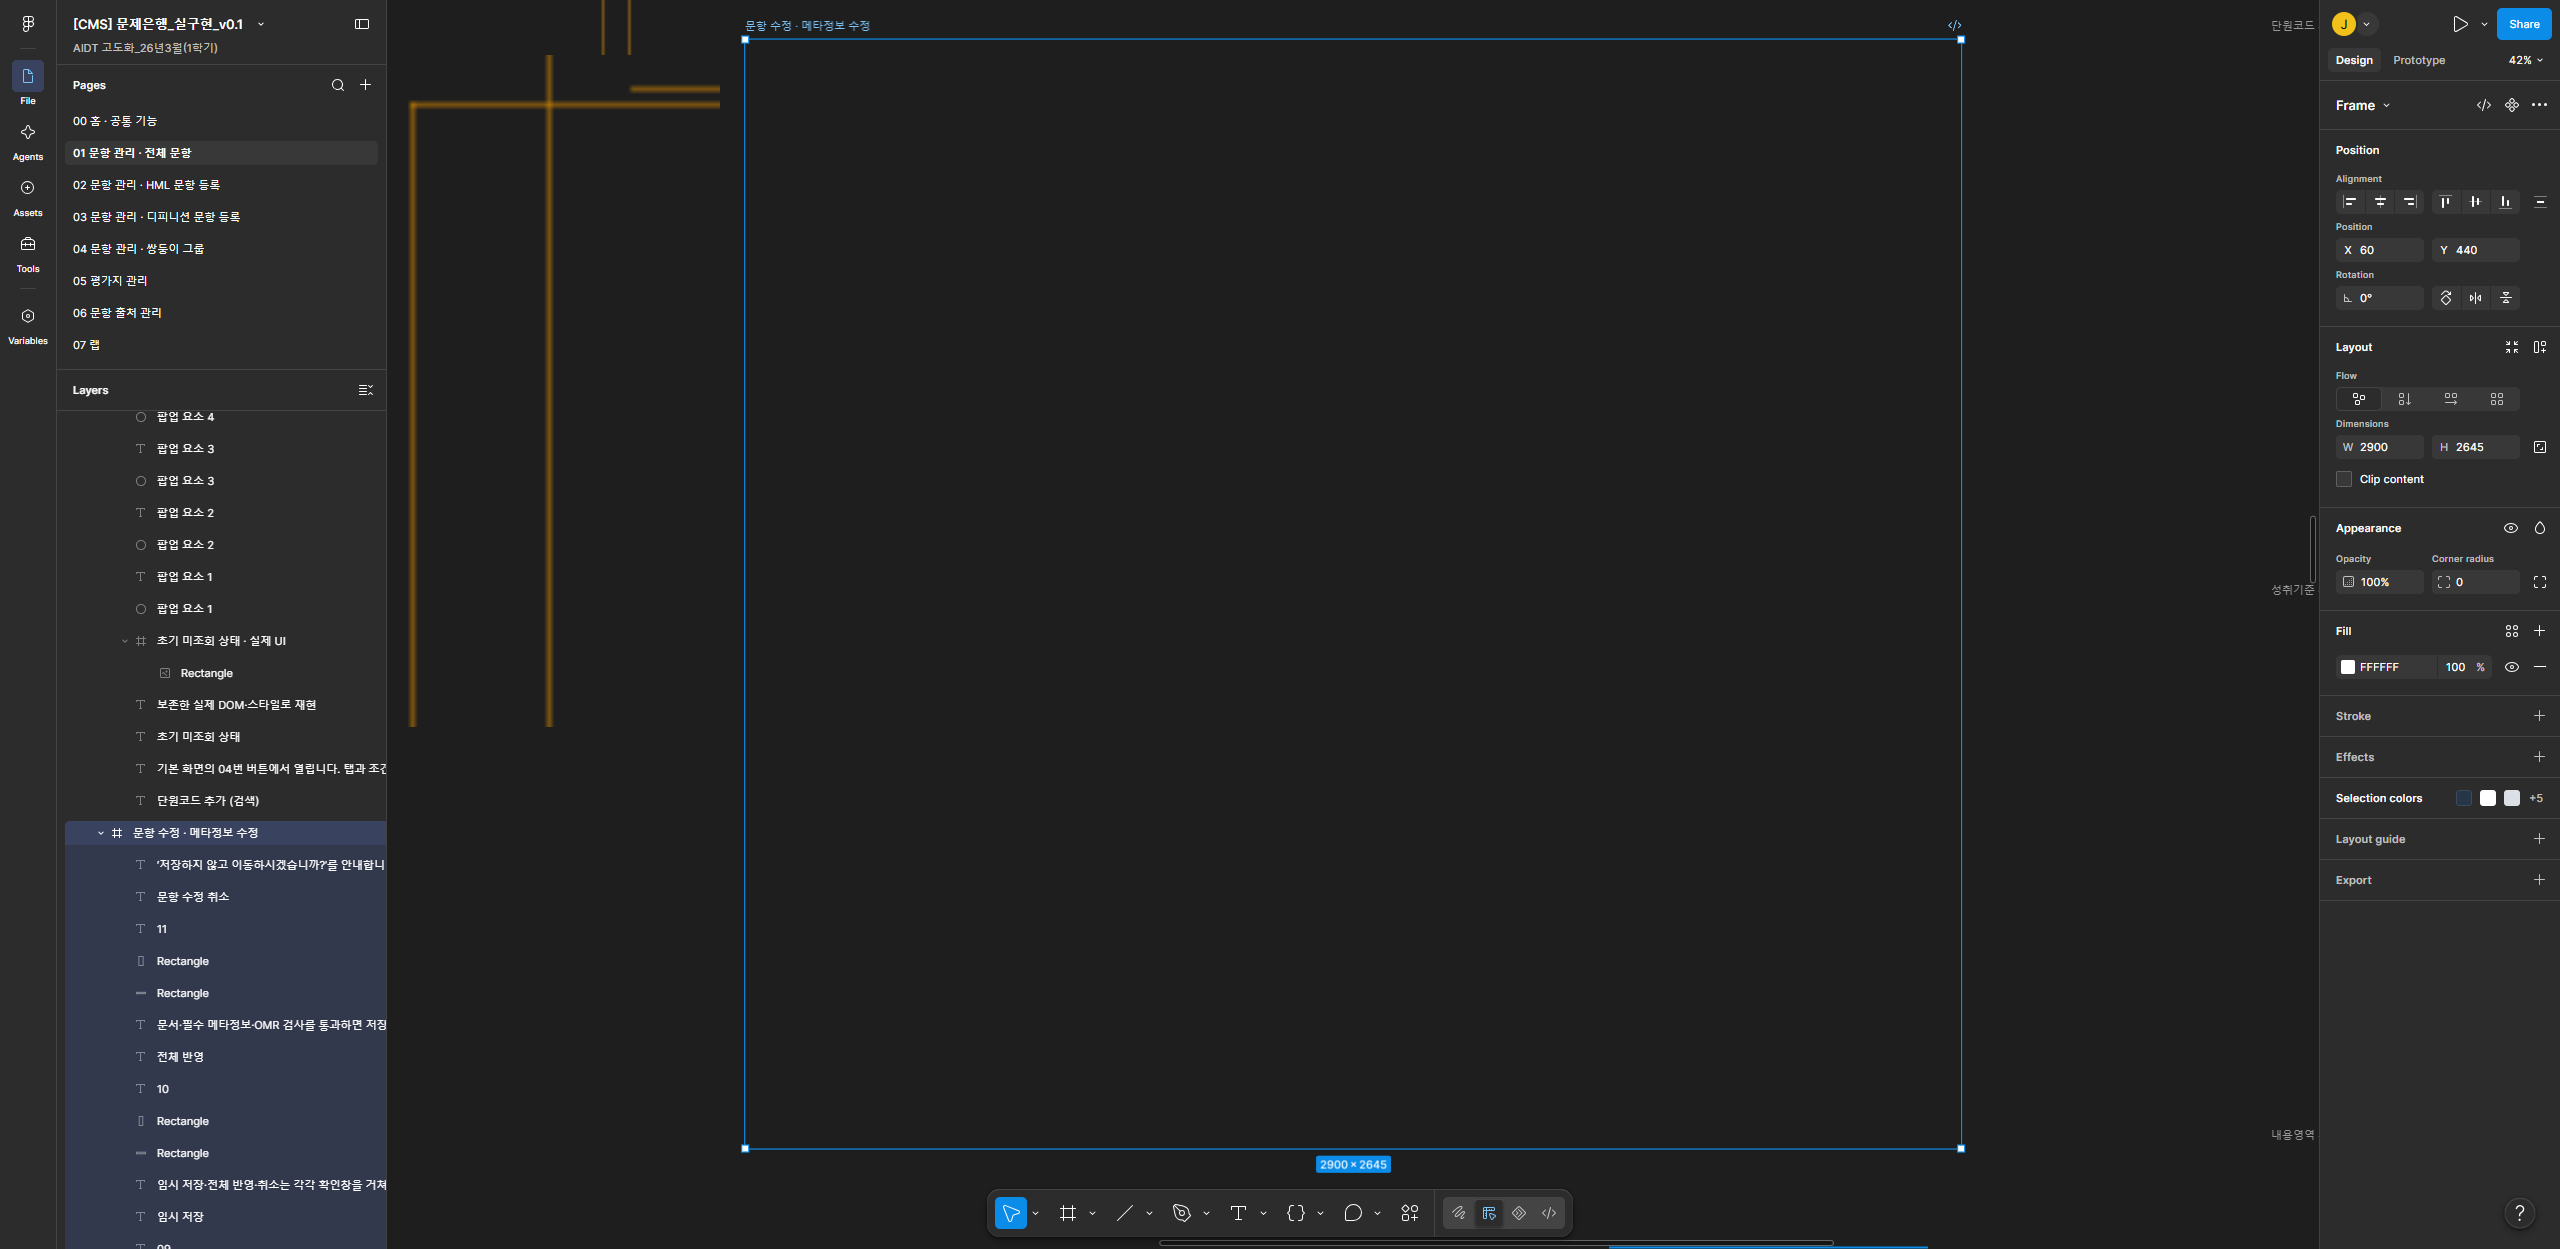 [CMS] 문제은행_실구현_v0.1
AIDT 고도화_26년3월(1학기)
File
Agents
Assets
Tools
Variables
Pages
00 홈 · 공통 기능
01 문항 관리 · 전체 문항
02 문항 관리 · HML 문항 등록
03 문항 관리 · 디피니션 문항 등록
04 문항 관리 · 쌍둥이 그룹
05 평가지 관리
06 문항 출처 관리
07 랩
Layers
팝업 요소 4
팝업 요소 3
팝업 요소 3
팝업 요소 2
팝업 요소 2
팝업 요소 1
팝업 요소 1
초기 미조회 상태 · 실제 UI
Rectangle
보존한 실제 DOM·스타일로 재현
초기 미조회 상태
기본 화면의 04번 버튼에서 열립니다. 탭과 조건
단원코드 추가 (검색)
문항 수정 · 메타정보 수정
'저장하지 않고 이동하시겠습니까?'를 안내합니
문항 수정 취소
11
Rectangle
Rectangle
문서·필수 메타정보·OMR 검사를 통과하면 저장
전체 반영
10
Rectangle
Rectangle
임시 저장·전체 반영·취소는 각각 확인창을 거쳐
임시 저장
09
문항 수정 · 메타정보 수정
2900 × 2645
단원코드
성취기준
내용영역
J
Share
Design
Prototype
42%
Frame
Position
Alignment
Position
X 60
Y 440
Rotation
0°
Layout
Flow
Dimensions
W 2900
H 2645
Clip content
Appearance
Opacity
Corner radius
100%
0
Fill
FFFFFF
100 %
Stroke
Effects
Selection colors
+5
Layout guide
Export
?